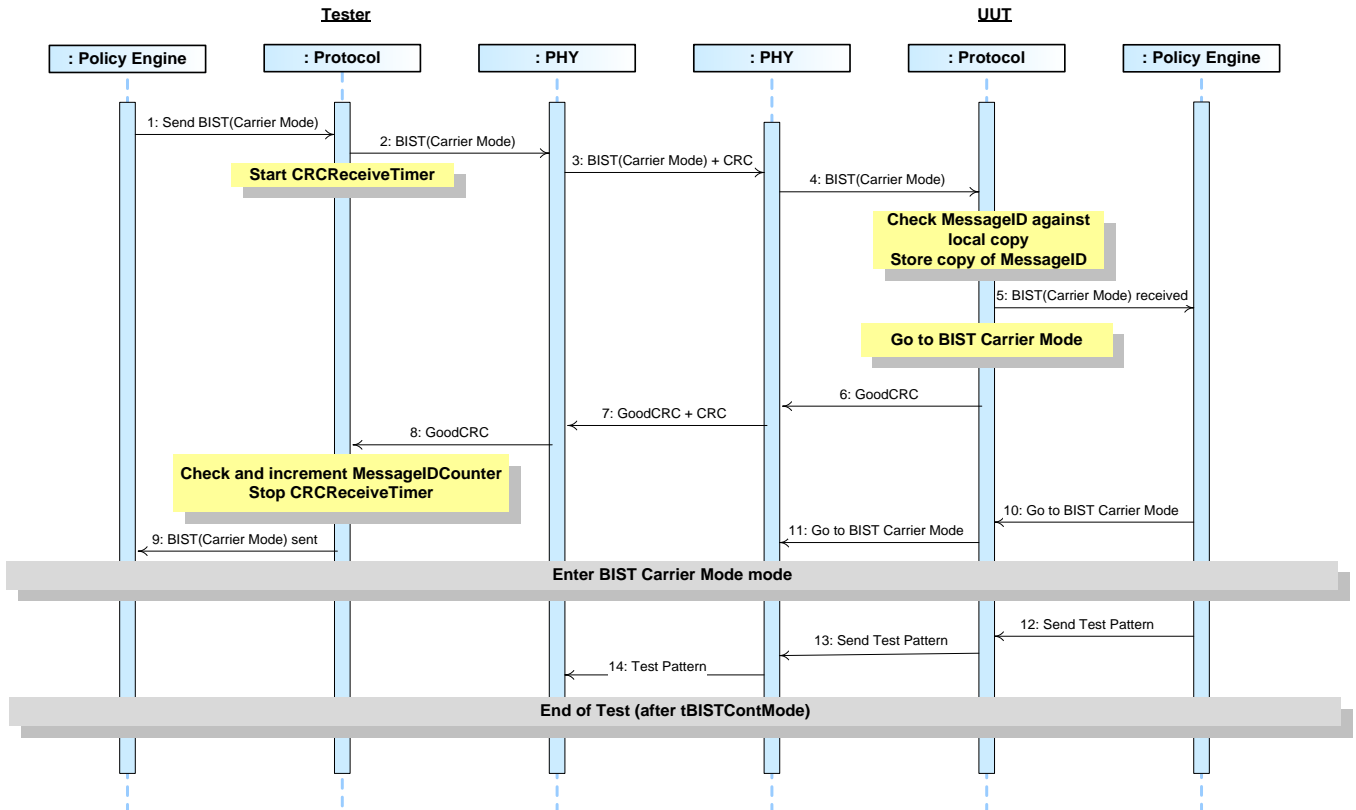 Tester
UUT
: Policy Engine
: Protocol
: PHY
: PHY
: Protocol
: Policy Engine
1: Send BIST(Carrier Mode)
2: BIST(Carrier Mode)
3: BIST(Carrier Mode) + CRC
Start CRCReceiveTimer
4: BIST(Carrier Mode)
Check MessageID against
local copy
Store copy of MessageID
5: BIST(Carrier Mode) received
Go to BIST Carrier Mode
6: GoodCRC
7: GoodCRC + CRC
8: GoodCRC
Check and increment MessageIDCounter
Stop CRCReceiveTimer
10: Go to BIST Carrier Mode
11: Go to BIST Carrier Mode
9: BIST(Carrier Mode) sent
Enter BIST Carrier Mode mode
12: Send Test Pattern
13: Send Test Pattern
14: Test Pattern
End of Test (after tBISTContMode)